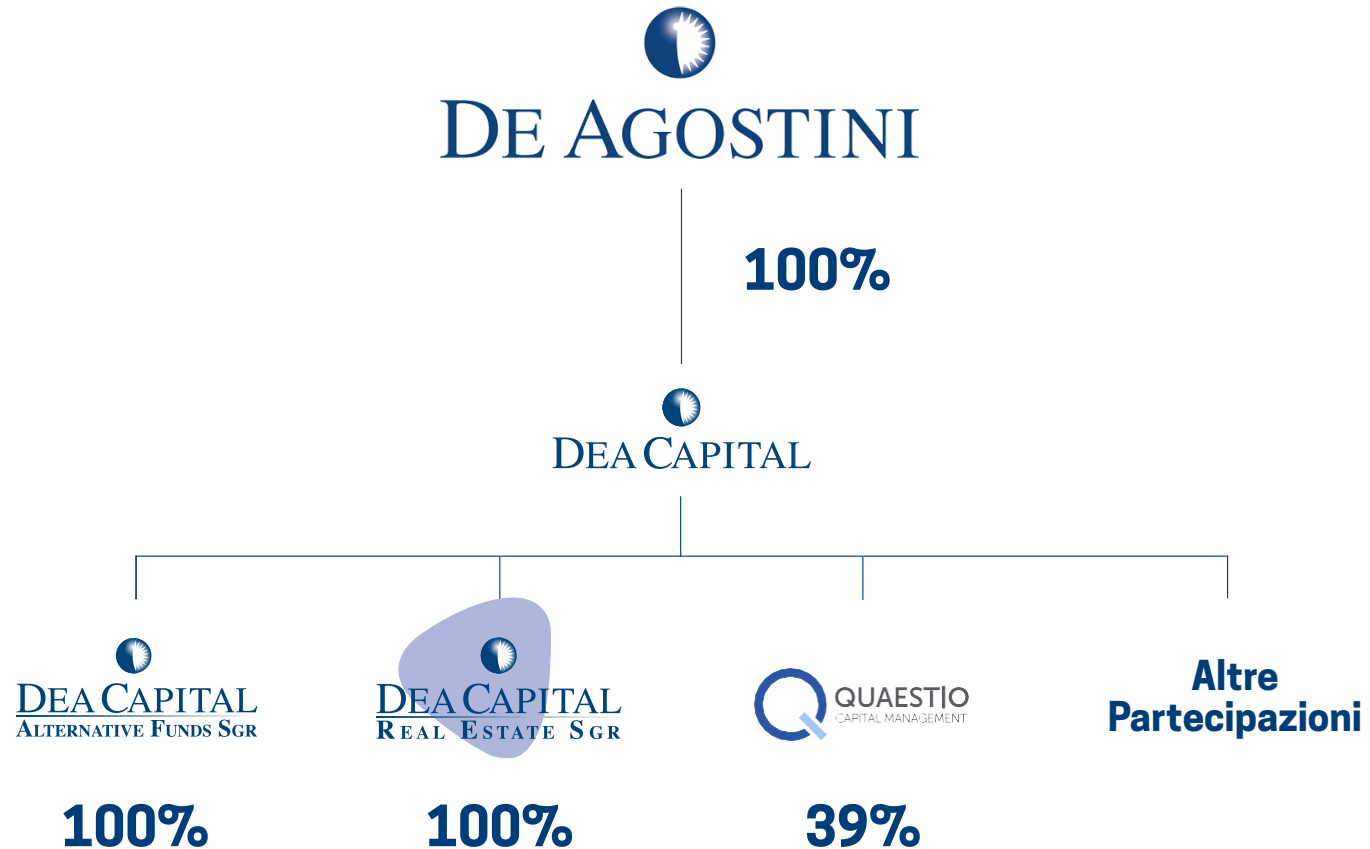 DE AGOSTINI
100%
DEA CAPITAL
DEA CAPITAL
ALTERNATIVE FUNDS SGR
DEA CAPITAL
REAL ESTATE SGR
QUAESTIO
CAPITAL MANAGEMENT
Altre
Partecipazioni
100%
100%
39%